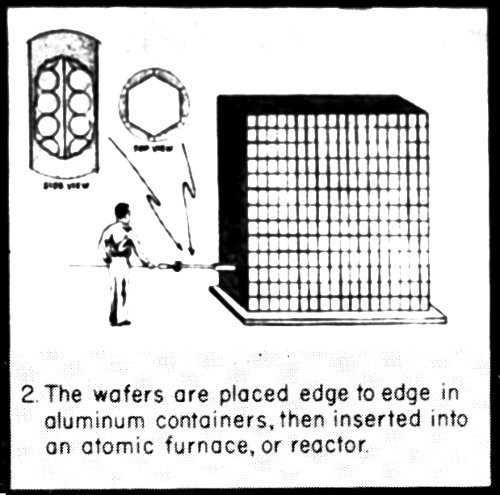 TOP VIEW
SIDE VIEW
2. The wafers are placed edge to edge in
aluminum containers, then inserted into
an atomic furnace, or reactor.